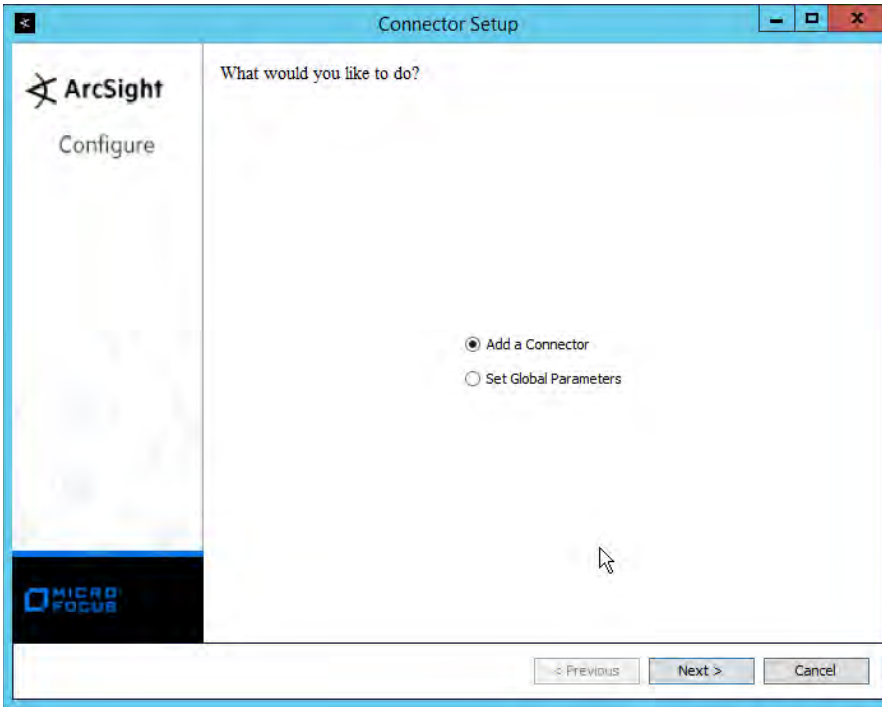 Connector Setup
ArcSight
Configure
What would you like to do?
Add a Connector
Set Global Parameters
MICRO
FOCUS
< Previous
Next >
Cancel